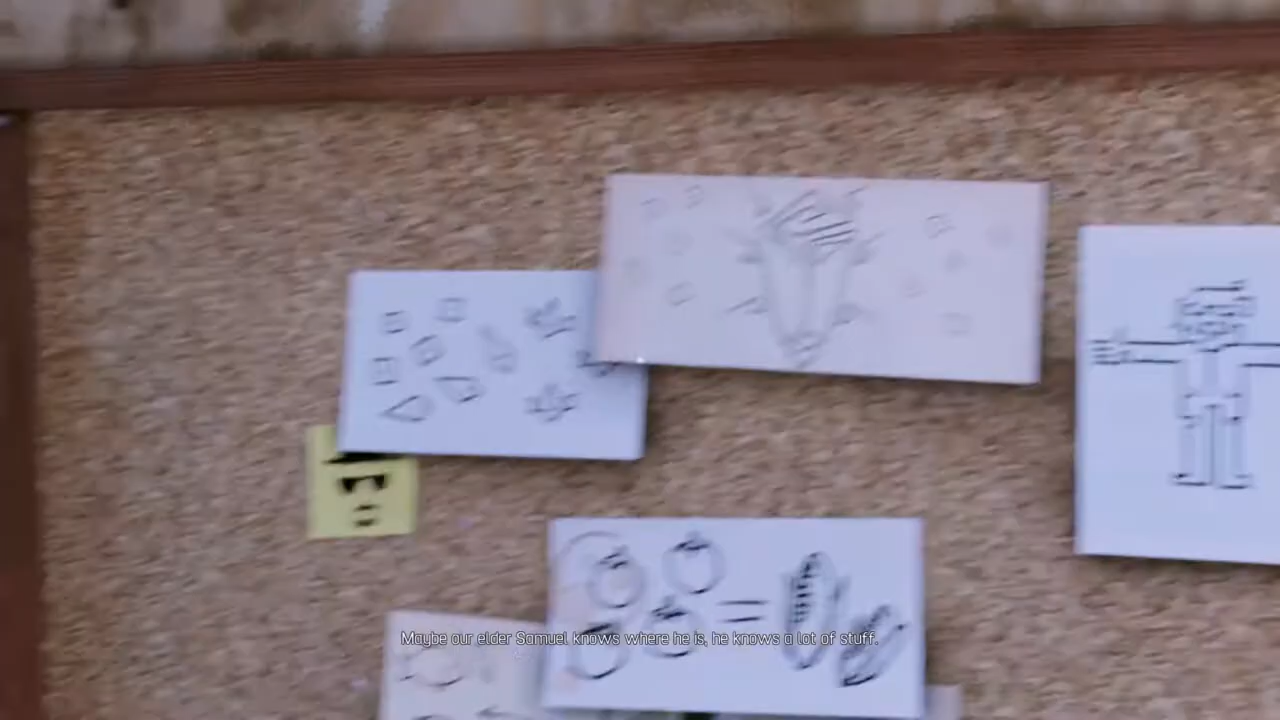 Maybe our elder Samuel knows where he is, he knows a lot of stuff.